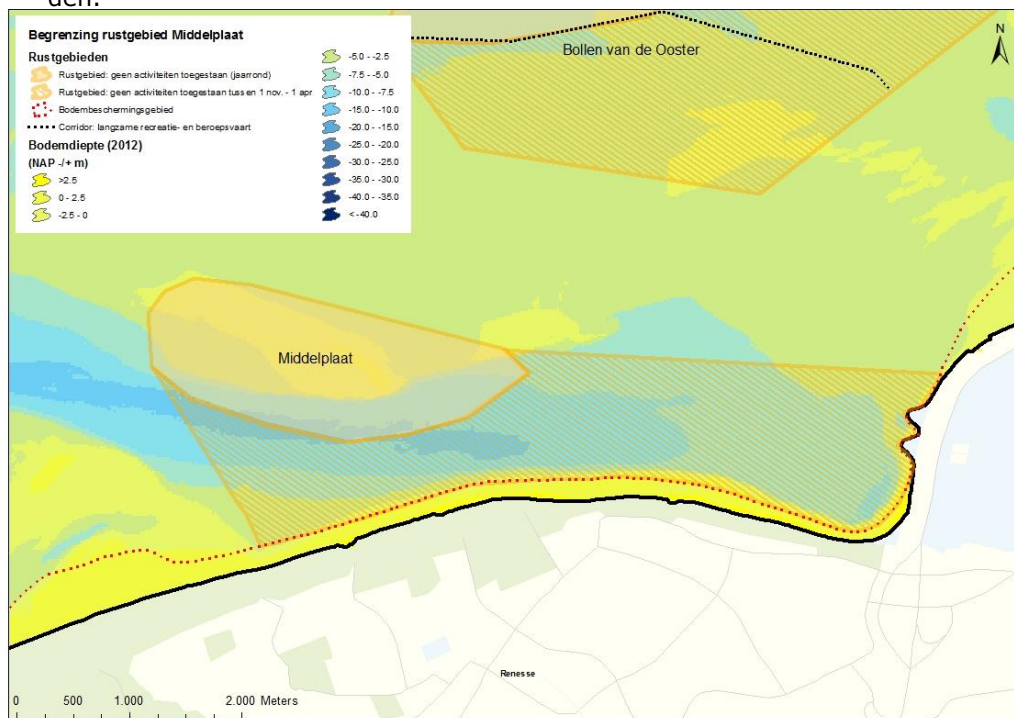 den.
Begrenzing rustgebied Middelplaat
Rustgebieden
Rustgebied: geen activiteiten toegestaan (jaarrond)
Rustgebied: geen activiteiten toegestaan tussen 1 nov. - 1 apr
Bodembeschermingsgebied
Corridor: langzame recreatie- en beroepsvaart
Bodemdiepte (2012)
(NAP -/+ m)
>2.5
0 - 2.5
-2.5 - 0
-5.0 - -2.5
-7.5 - -5.0
-10.0 - -7.5
-15.0 - -10.0
-20.0 - -15.0
-25.0 - -20.0
-30.0 - -25.0
-35.0 - -30.0
-40.0 - -35.0
< -40.0
Bollen van de Ooster
N
Middelplaat
Renesse
0 500 1.000 2.000 Meters